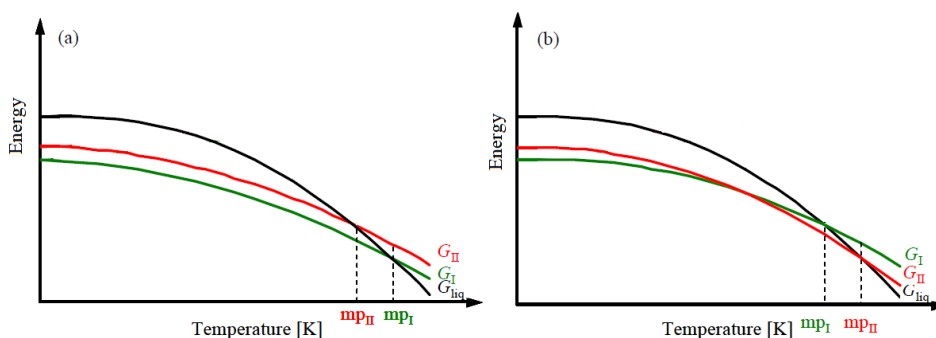 (a)
Energy
G_II
G_I
G_liq
Temperature [K]
mp_II
mp_I
(b)
Energy
G_I
G_II
G_liq
Temperature [K]
mp_I
mp_II